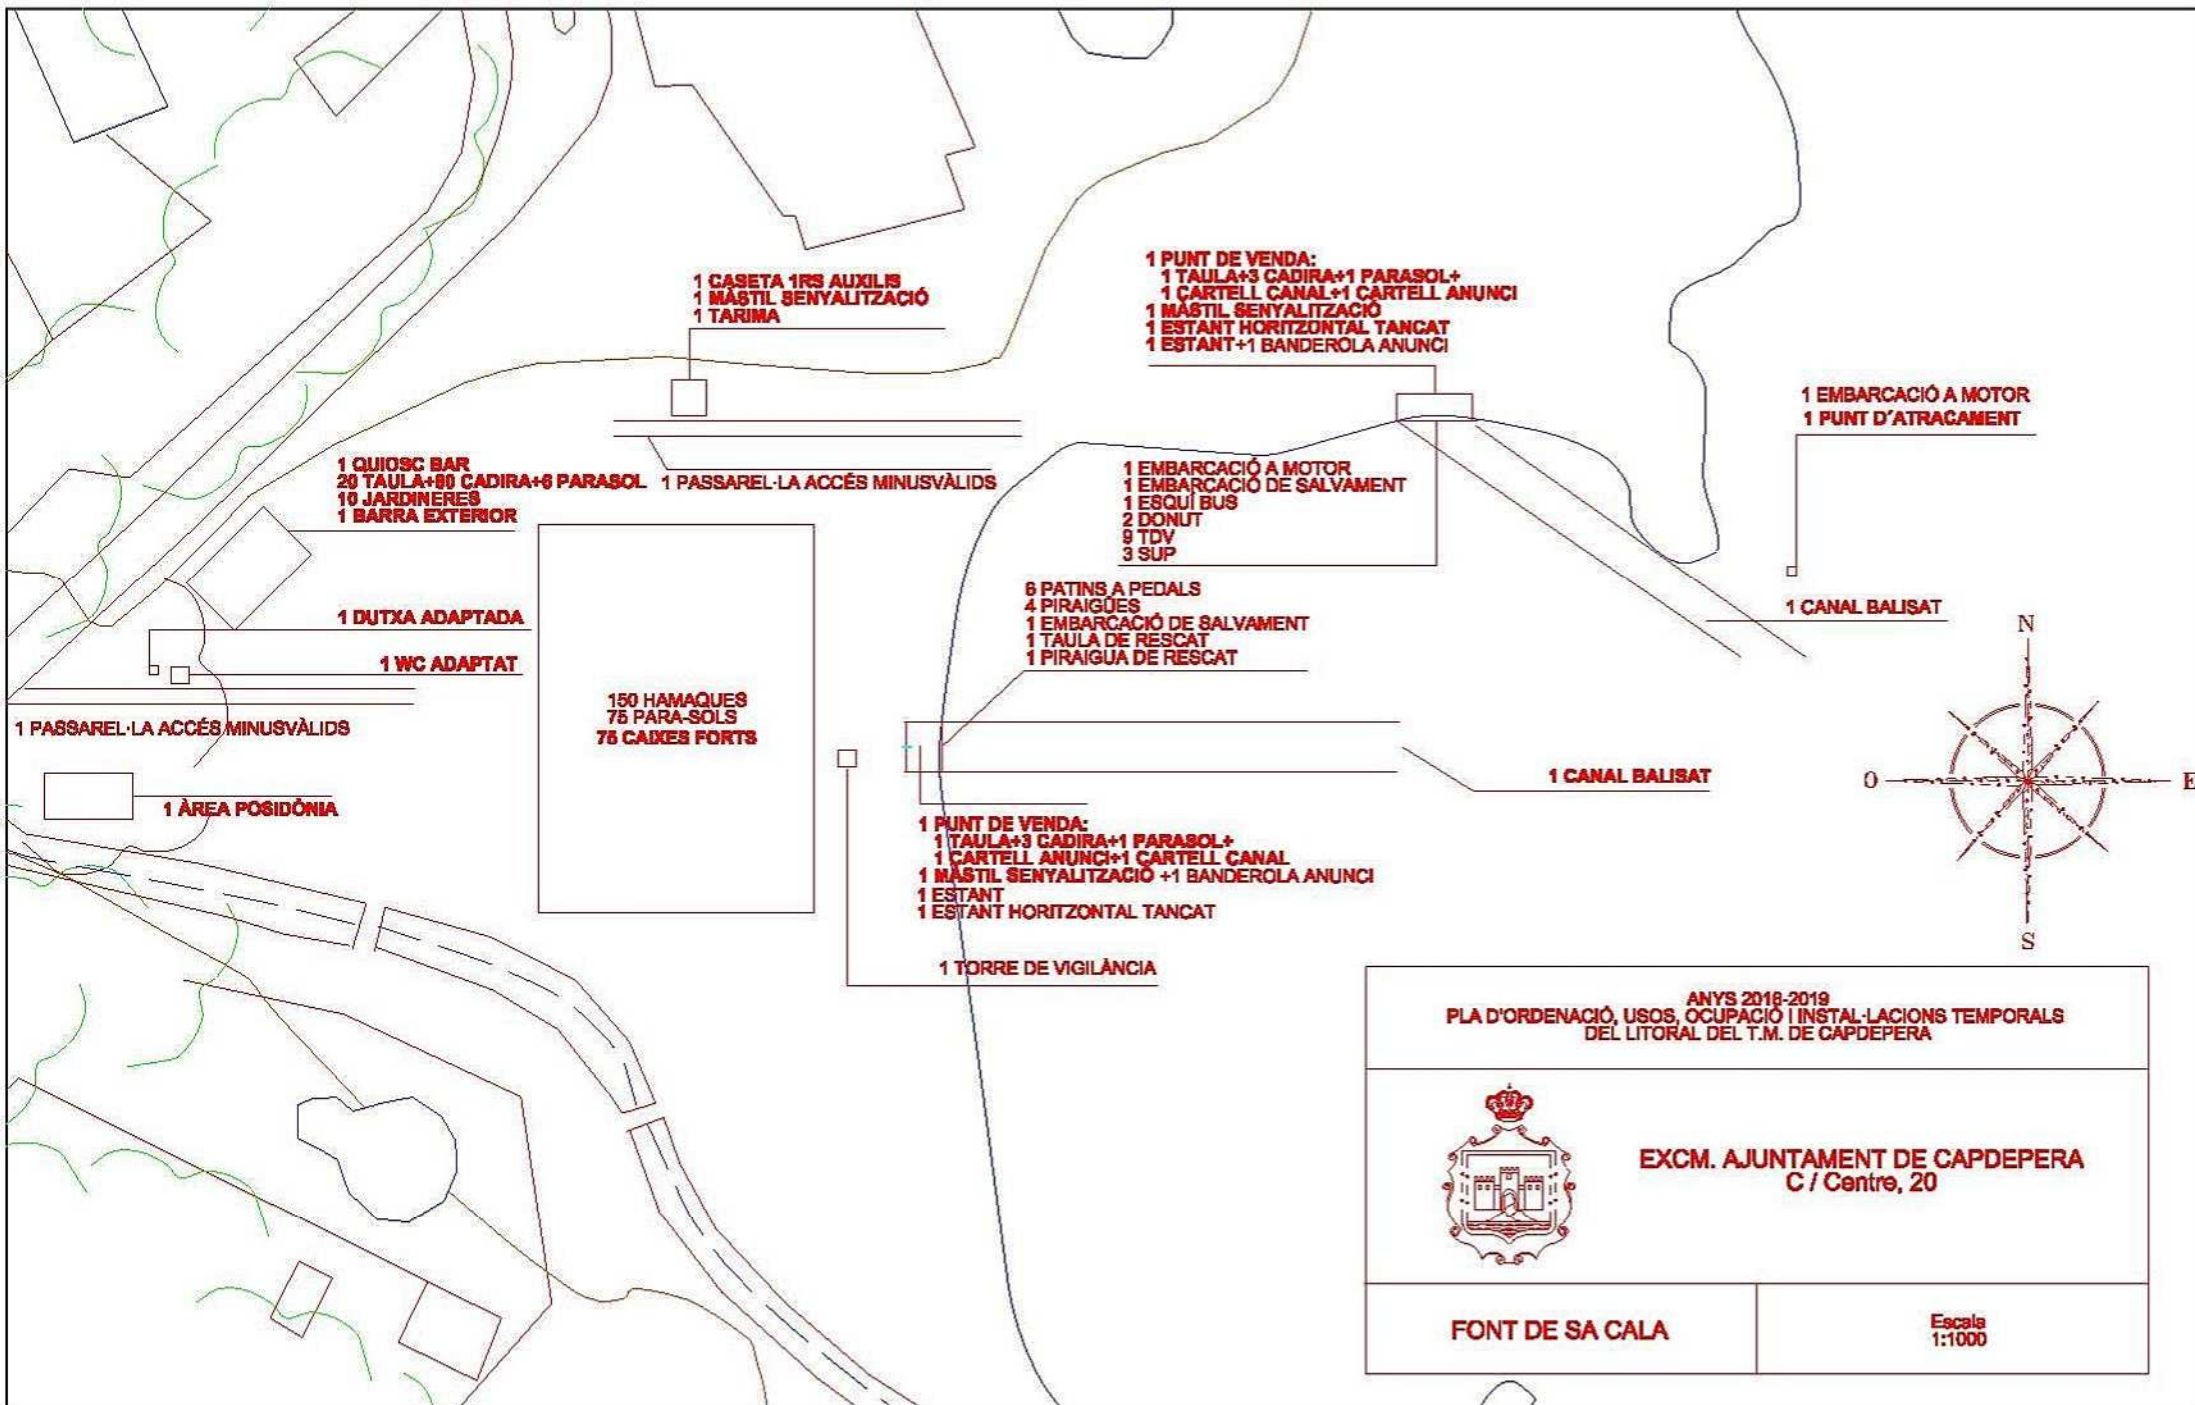 1 CASETA 1RS AUXILIS
1 MÀSTIL SENYALITZACIÓ
1 TARIMA
1 PUNT DE VENDA:
1 TAULA+3 CADIRA+1 PARASOL+
1 CARTELL CANAL+1 CARTELL ANUNCI
1 MÀSTIL SENYALITZACIÓ
1 ESTANT HORITZONTAL TANCAT
1 ESTANT+1 BANDEROLA ANUNCI
1 EMBARCACIÓ A MOTOR
1 PUNT D'ATRACAMENT
1 QUIOSC BAR
20 TAULA+80 CADIRA+6 PARASOL
10 JARDINERES
1 BARRA EXTERIOR
1 PASSAREL·LA ACCÉS MINUSVÀLIDS
1 EMBARCACIÓ A MOTOR
1 EMBARCACIÓ DE SALVAMENT
1 ESQUÍ BUS
2 DONUT
9 TDV
3 SUP
6 PATINS A PEDALS
4 PIRAIGÜES
1 EMBARCACIÓ DE SALVAMENT
1 TAULA DE RESCAT
1 PIRAIGUA DE RESCAT
1 CANAL BALISAT
1 DUTXA ADAPTADA
1 WC ADAPTAT
1 PASSAREL·LA ACCÉS MINUSVÀLIDS
150 HAMAQUES
75 PARA-SOLS
75 CAIXES FORTS
1 CANAL BALISAT
1 ÀREA POSIDÒNIA
1 PUNT DE VENDA:
1 TAULA+3 CADIRA+1 PARASOL+
1 CARTELL ANUNCI+1 CARTELL CANAL
1 MÀSTIL SENYALITZACIÓ +1 BANDEROLA ANUNCI
1 ESTANT
1 ESTANT HORITZONTAL TANCAT
1 TORRE DE VIGILÀNCIA
N
O
E
S
ANYS 2018-2019
PLA D'ORDENACIÓ, USOS, OCUPACIÓ I INSTAL·LACIONS TEMPORALS
DEL LITORAL DEL T.M. DE CAPDEPERA
EXCM. AJUNTAMENT DE CAPDEPERA
C / Centre, 20
FONT DE SA CALA
Escala
1:1000